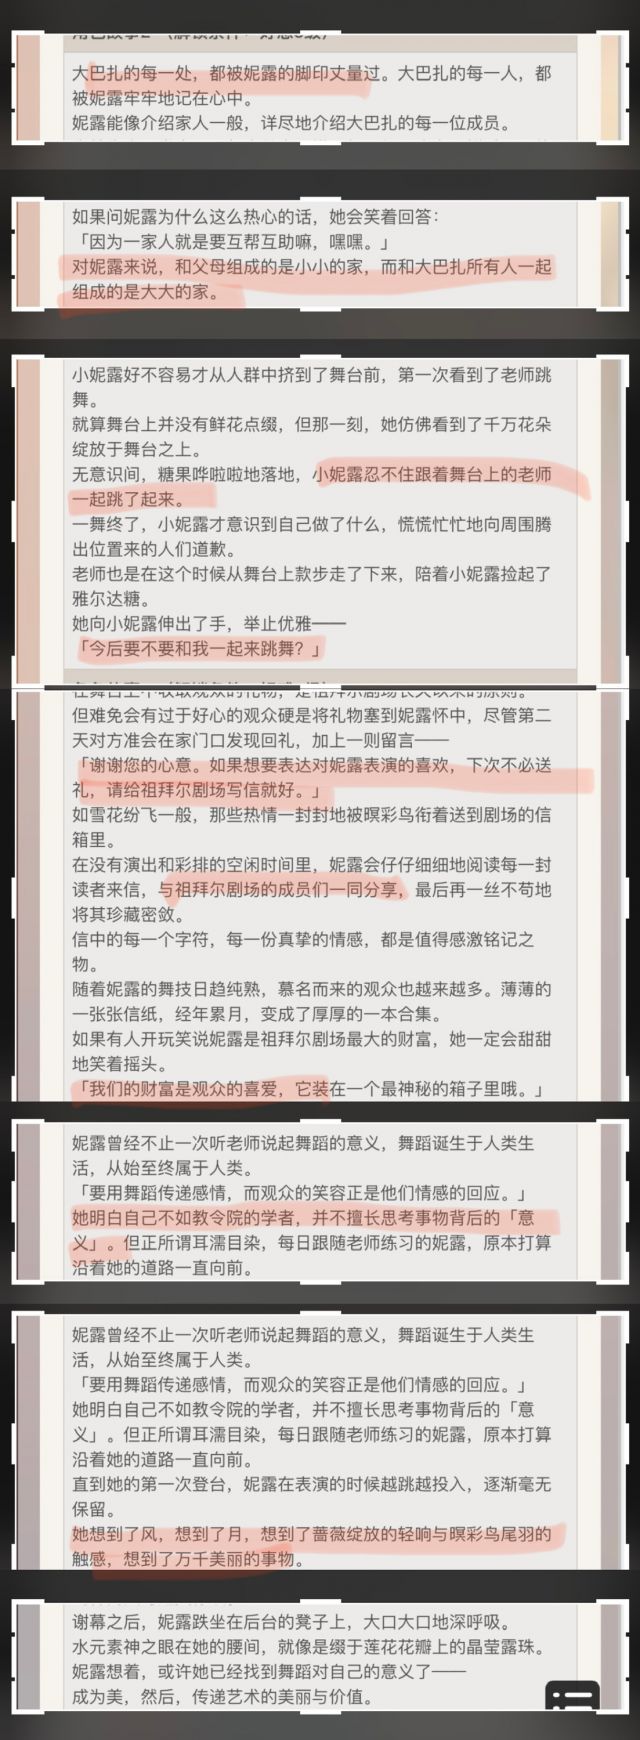 大巴扎的每一处，都被妮露的脚印丈量过。大巴扎的每一人，都
被妮露牢牢地记在心中。
妮露能像介绍家人一般，详尽地介绍大巴扎的每一位成员。
如果问妮露为什么这么热心的话，她会笑着回答：
「因为一家人就是要互帮互助嘛，嘿嘿。」
对妮露来说，和父母组成的是小小的家，而和大巴扎所有人一起
组成的是大大的家。
小妮露好不容易才从人群中挤到了舞台前，第一次看到了老师跳
舞。
就算舞台上并没有鲜花点缀，但那一刻，她仿佛看到了千万花朵
绽放于舞台之上。
无意识间，糖果哗啦啦地落地，小妮露忍不住跟着舞台上的老师
一起跳了起来。
一舞终了，小妮露才意识到自己做了什么，慌慌忙忙地向周围腾
出位置来的人们道歉。
老师也是在这个时候从舞台上款步走了下来，陪着小妮露捡起了
雅尔达糖。
她向小妮露伸出了手，举止优雅——
「今后要不要和我一起来跳舞？」
在舞台上不收取观众的礼物，是祖拜尔剧场长久以来的原则。
但难免会有过于好心的观众硬是将礼物塞到妮露怀中，尽管第二
天对方准会在家门口发现回礼，加上一则留言——
「谢谢您的心意。如果想要表达对妮露表演的喜欢，下次不必送
礼，请给祖拜尔剧场写信就好。」
如雪花纷飞一般，那些热情一封封地被暝彩鸟衔着送到剧场的信
箱里。
在没有演出和彩排的空闲时间里，妮露会仔仔细细地阅读每一封
读者来信，与祖拜尔剧场的成员们一同分享，最后再一丝不苟地
将其珍藏密敛。
信中的每一个字符，每一份真挚的情感，都是值得感激铭记之
物。
随着妮露的舞技日趋纯熟，慕名而来的观众也越来越多。薄薄的
一张张信纸，经年累月，变成了厚厚的一本合集。
如果有人开玩笑说妮露是祖拜尔剧场最大的财富，她一定会甜甜
地笑着摇头。
「我们的财富是观众的喜爱，它装在一个最神秘的箱子里哦。」
妮露曾经不止一次听老师说起舞蹈的意义，舞蹈诞生于人类生
活，从始至终属于人类。
「要用舞蹈传递感情，而观众的笑容正是他们情感的回应。」
她明白自己不如教令院的学者，并不擅长思考事物背后的「意
义」。但正所谓耳濡目染，每日跟随老师练习的妮露，原本打算
沿着她的道路一直向前。
妮露曾经不止一次听老师说起舞蹈的意义，舞蹈诞生于人类生
活，从始至终属于人类。
「要用舞蹈传递感情，而观众的笑容正是他们情感的回应。」
她明白自己不如教令院的学者，并不擅长思考事物背后的「意
义」。但正所谓耳濡目染，每日跟随老师练习的妮露，原本打算
沿着她的道路一直向前。
直到她的第一次登台，妮露在表演的时候越跳越投入，逐渐毫无
保留。
她想到了风，想到了月，想到了蔷薇绽放的轻响与暝彩鸟尾羽的
触感，想到了万千美丽的事物。
谢幕之后，妮露跌坐在后台的凳子上，大口大口地深呼吸。
水元素神之眼在她的腰间，就像是缀于莲花花瓣上的晶莹露珠。
妮露想着，或许她已经找到舞蹈对自己的意义了——
成为美，然后，传递艺术的美丽与价值。